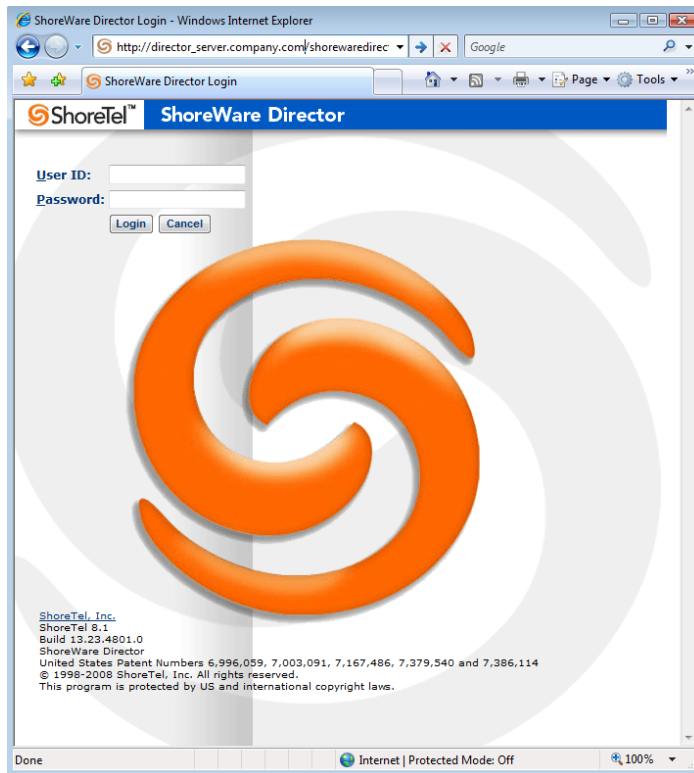 ShoreWare Director Login - Windows Internet Explorer
http://director_server.company.com/shorewaredirec
Google
ShoreWare Director Login
Page
Tools
ShoreTel™ ShoreWare Director
User ID:
Password:
Login Cancel
ShoreTel, Inc.
ShoreTel 8.1
Build 13.23.4801.0
ShoreWare Director
United States Patent Numbers 6,996,059, 7,003,091, 7,167,486, 7,379,540 and 7,386,114
© 1998-2008 ShoreTel, Inc. All rights reserved.
This program is protected by US and international copyright laws.
Done
Internet | Protected Mode: Off
100%